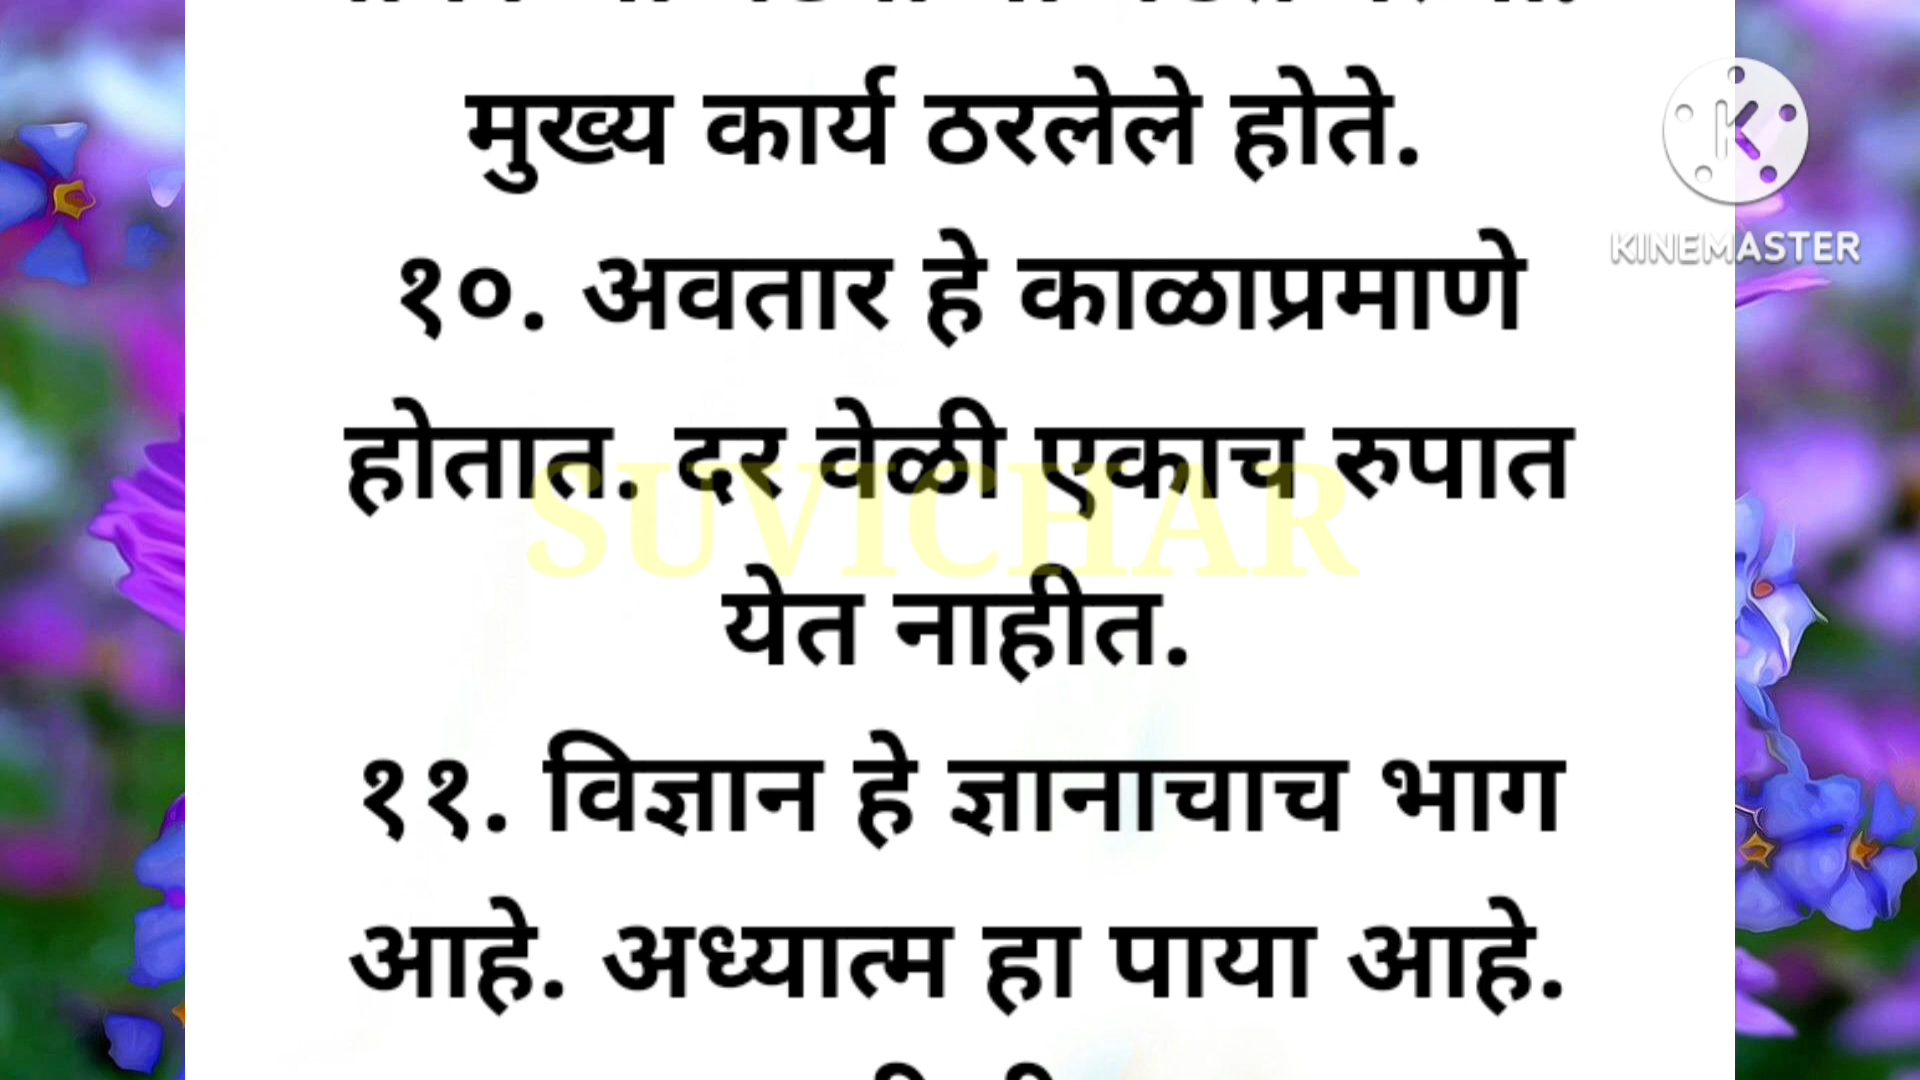 मुख्य कार्य ठरलेले होते.
१०. अवतार हे काळाप्रमाणे
होतात. दर वेळी एकाच रुपात
येत नाहीत.
११. विज्ञान हे ज्ञानाचाच भाग
आहे. अध्यात्म हा पाया आहे.
SUVICHAR
K
KINEMASTER